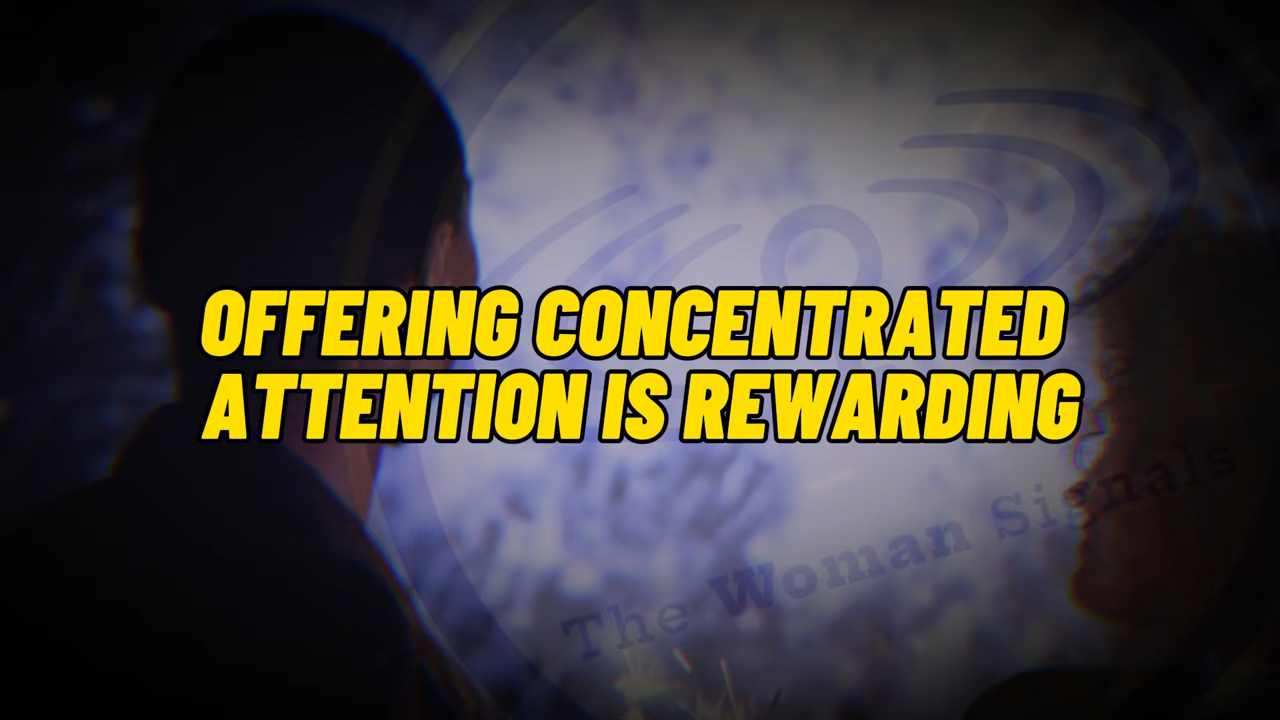 OFFERING CONCENTRATED
ATTENTION IS REWARDING
The Woman Signals